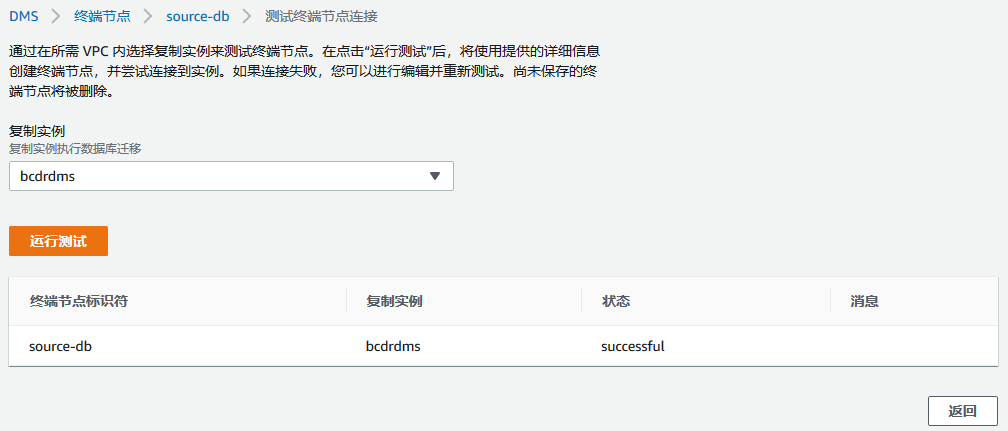 DMS > 终端节点 > source-db > 测试终端节点连接
通过在所需 VPC 内选择复制实例来测试终端节点。在点击“运行测试”后，将使用提供的详细信息
创建终端节点，并尝试连接到实例。如果连接失败，您可以进行编辑并重新测试。尚未保存的终
端节点将被删除。
复制实例
复制实例执行数据库迁移
bcdrdms
运行测试
终端节点标识符 复制实例 状态 消息
source-db bcdrdms successful
返回